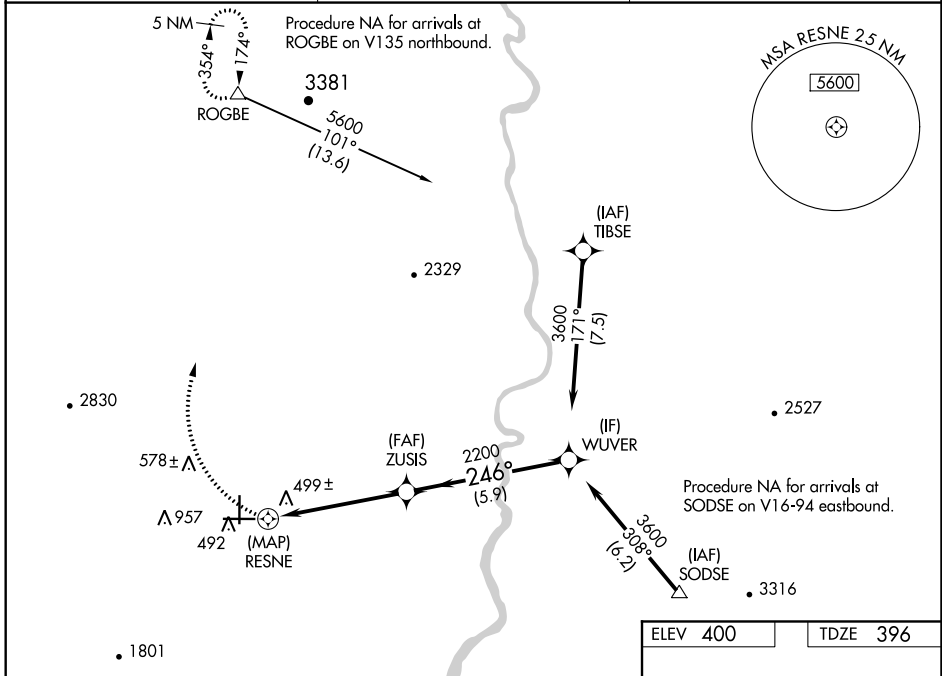 5 NM
354°
174°
Procedure NA for arrivals at
ROGBE on V135 northbound.
3381
ROGBE
5600
101°
(13.6)
MSA RESNE 25 NM
5600
(IAF)
TIBSE
2329
3600
171°
(7.5)
2830
2527
(IF)
WUVER
(FAF)
ZUSIS
2200
246°
(5.9)
578±
499±
957
492
(MAP)
RESNE
Procedure NA for arrivals at
SODSE on V16-94 eastbound.
3600
308°
(6.2)
(IAF)
SODSE
3316
1801
ELEV 400
TDZE 396